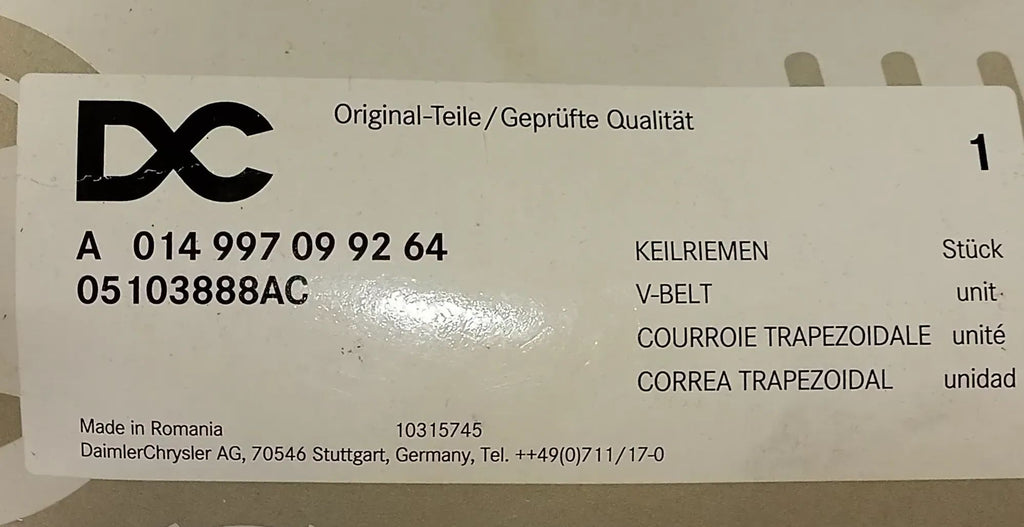 DC
Original-Teile/Geprüfte Qualität
1
A 014 997 09 92 64
05103888AC
KEILRIEMEN Stück
V-BELT unit
COURROIE TRAPEZOIDALE unité
CORREA TRAPEZOIDAL unidad
Made in Romania 10315745
DaimlerChrysler AG, 70546 Stuttgart, Germany, Tel. ++49(0)711/17-0